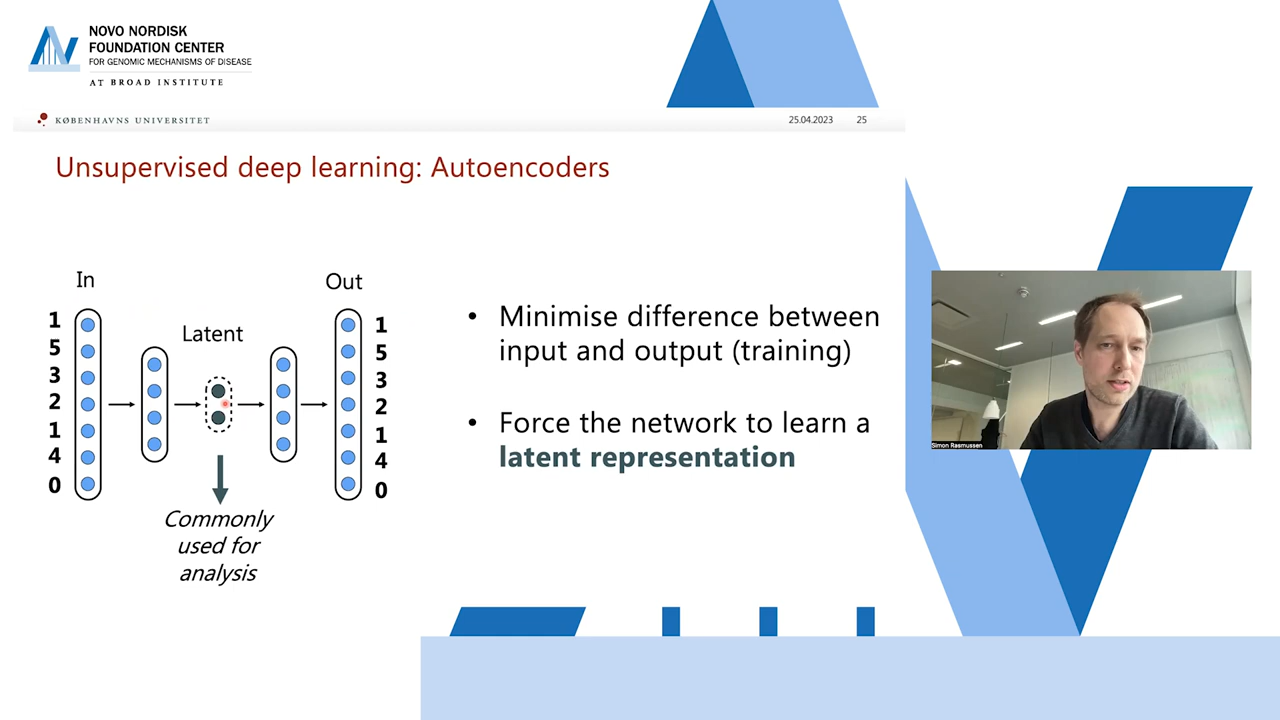 NOVO NORDISK
FOUNDATION CENTER
FOR GENOMIC MECHANISMS OF DISEASE
AT BROAD INSTITUTE
KØBENHAVNS UNIVERSITET
25.04.2023
25
Unsupervised deep learning: Autoencoders
In
Out
Latent
1
5
3
2
1
4
0
1
5
3
2
1
4
0
Commonly
used for
analysis
• Minimise difference between
input and output (training)
• Force the network to learn a
latent representation
Simon Rasmussen